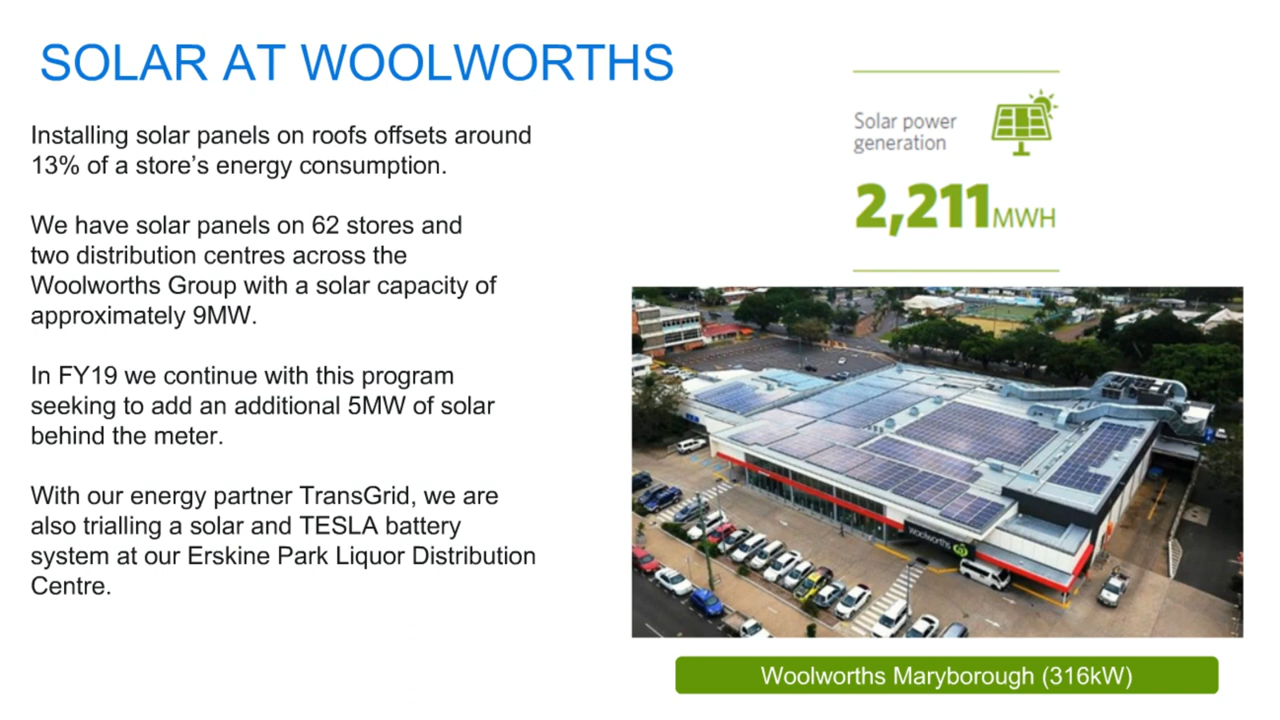 SOLAR AT WOOLWORTHS
Installing solar panels on roofs offsets around
13% of a store’s energy consumption.
We have solar panels on 62 stores and
two distribution centres across the
Woolworths Group with a solar capacity of
approximately 9MW.
In FY19 we continue with this program
seeking to add an additional 5MW of solar
behind the meter.
With our energy partner TransGrid, we are
also trialling a solar and TESLA battery
system at our Erskine Park Liquor Distribution
Centre.
Solar power
generation
2,211MWH
woolworths
Woolworths Maryborough (316kW)